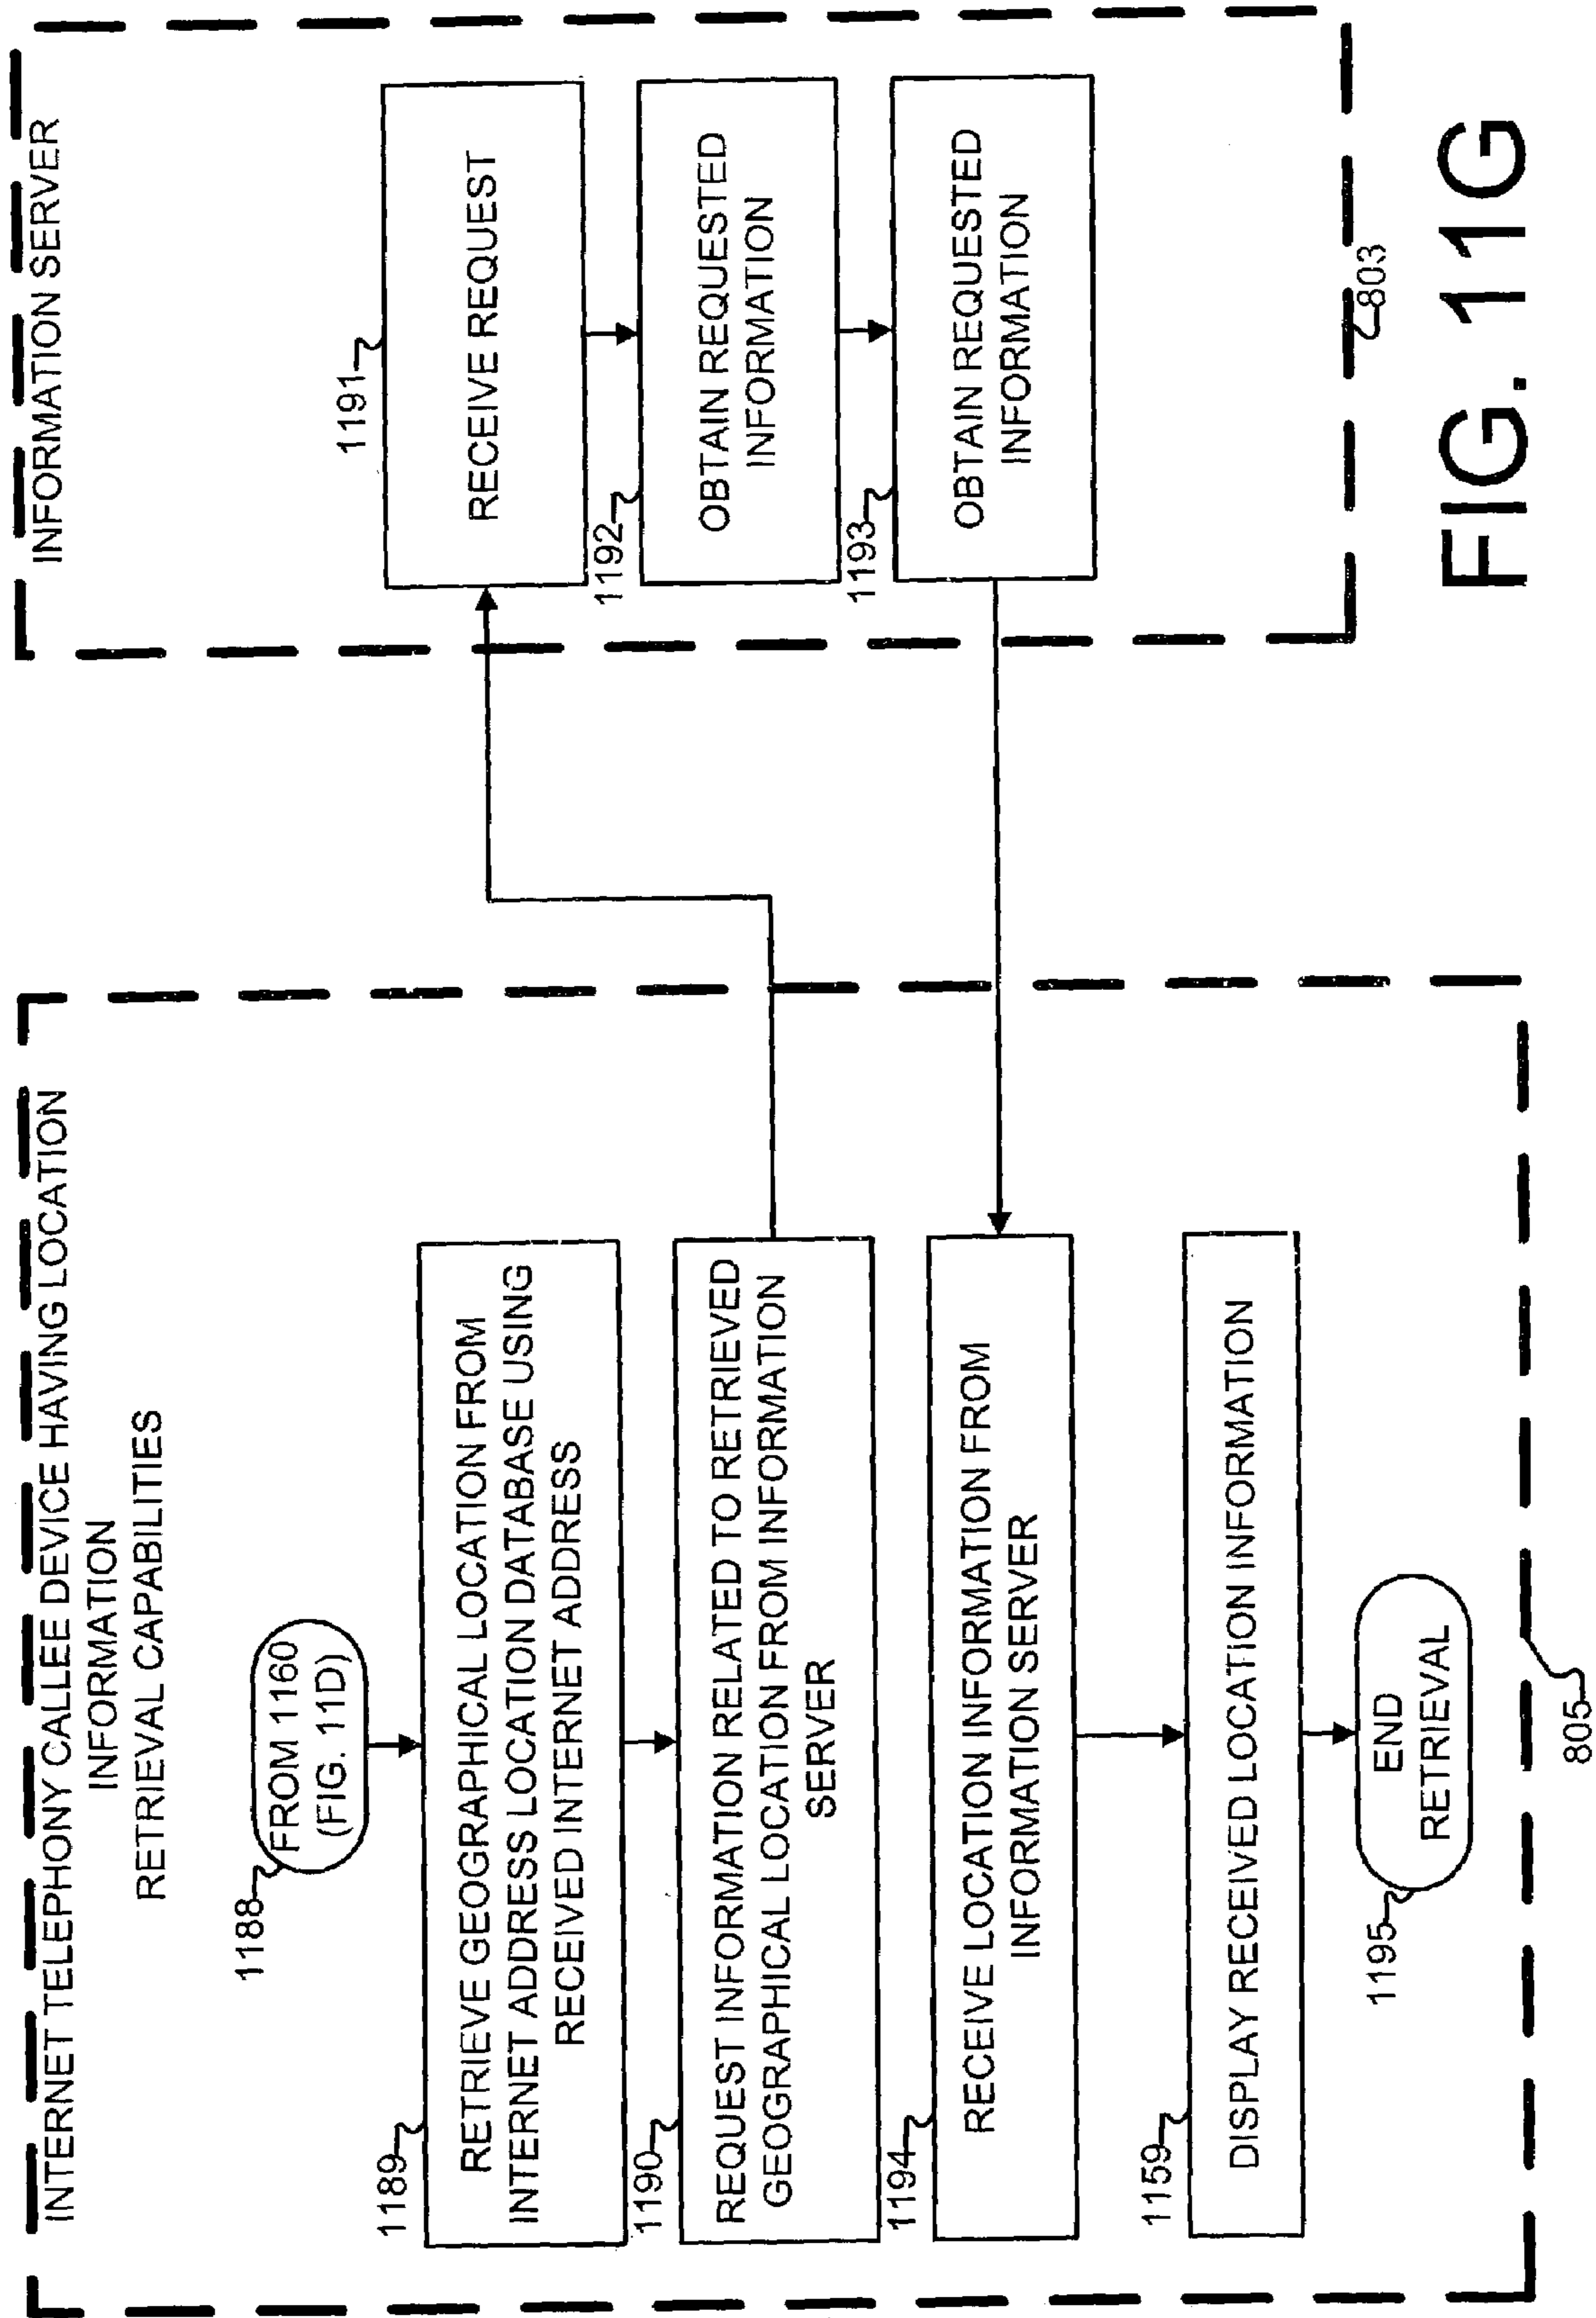 INTERNET TELEPHONY CALLEE DEVICE HAVING LOCATION
INFORMATION
RETRIEVAL CAPABILITIES
1188
FROM 1160
(FIG. 11D)
1189
RETRIEVE GEOGRAPHICAL LOCATION FROM
INTERNET ADDRESS LOCATION DATABASE USING
RECEIVED INTERNET ADDRESS
1190
REQUEST INFORMATION RELATED TO RETRIEVED
GEOGRAPHICAL LOCATION FROM INFORMATION
SERVER
1194
RECEIVE LOCATION INFORMATION FROM
INFORMATION SERVER
1159
DISPLAY RECEIVED LOCATION INFORMATION
1195
END
RETRIEVAL
805
INFORMATION SERVER
1191
RECEIVE REQUEST
1192
OBTAIN REQUESTED
INFORMATION
1193
OBTAIN REQUESTED
INFORMATION
803
FIG. 11G